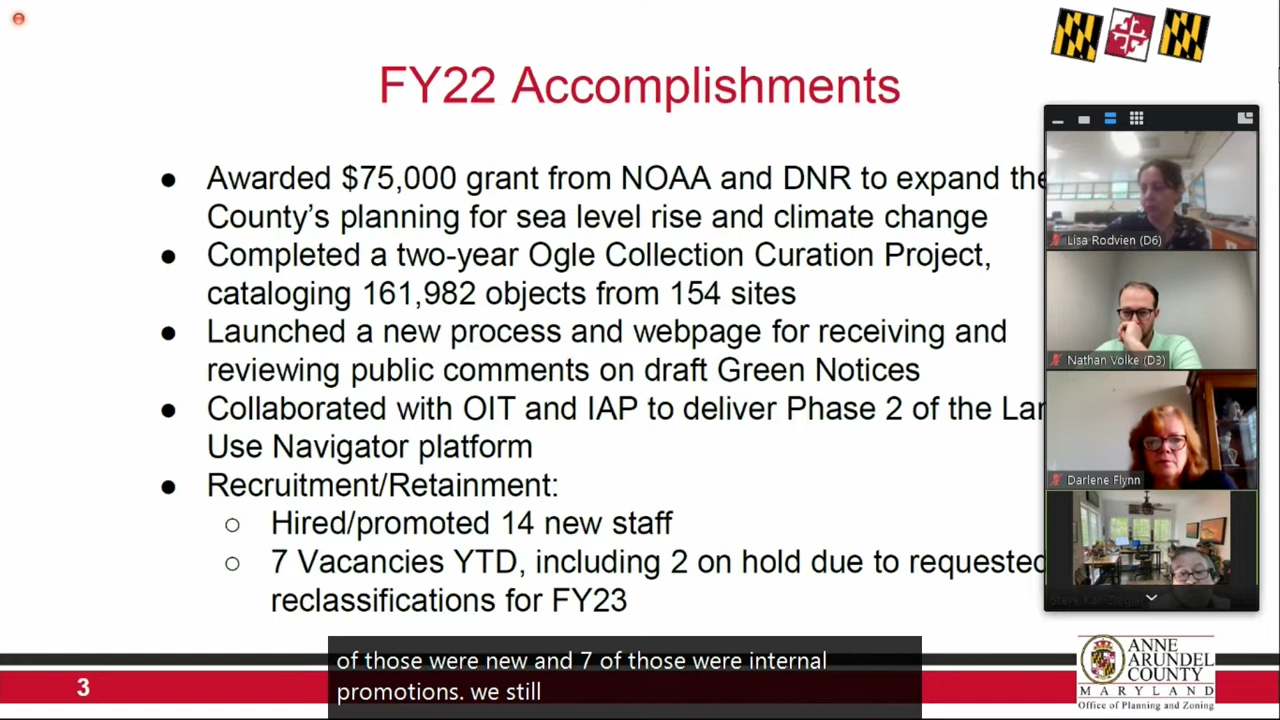 FY22 Accomplishments
● Awarded $75,000 grant from NOAA and DNR to expand the
County's planning for sea level rise and climate change
● Completed a two-year Ogle Collection Curation Project,
cataloging 161,982 objects from 154 sites
● Launched a new process and webpage for receiving and
reviewing public comments on draft Green Notices
● Collaborated with OIT and IAP to deliver Phase 2 of the Lan
Use Navigator platform
● Recruitment/Retainment:
○ Hired/promoted 14 new staff
○ 7 Vacancies YTD, including 2 on hold due to requested
reclassifications for FY23
Lisa Rodvien (D6)
Nathan Volke (D3)
Darlene Flynn
of those were new and 7 of those were internal
promotions. we still
3
ANNE
ARUNDEL
COUNTY
MARYLAND
Office of Planning and Zoning